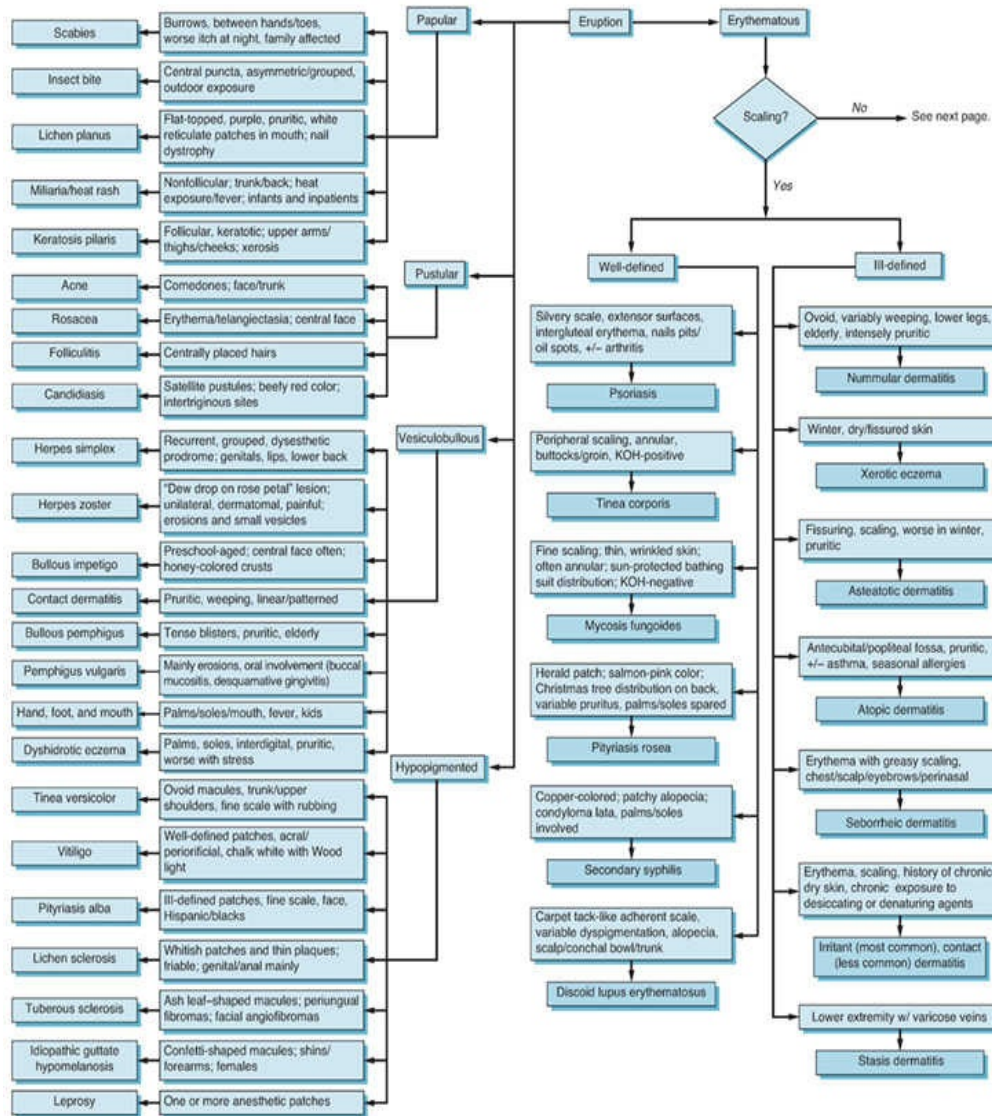 Eruption
Papular
Erythematous
Scabies
Burrows, between hands/toes,
worse itch at night, family affected
Insect bite
Central puncta, asymmetric/grouped,
outdoor exposure
Lichen planus
Flat-topped, purple, pruritic, white
reticulate patches in mouth; nail
dystrophy
Miliaria/heat rash
Nonfollicular; trunk/back; heat
exposure/fever; infants and inpatients
Keratosis pilaris
Follicular, keratotic; upper arms/
thighs/cheeks; xerosis
Pustular
Acne
Comedones; face/trunk
Rosacea
Erythema/telangiectasia; central face
Folliculitis
Centrally placed hairs
Candidiasis
Satellite pustules; beefy red color;
intertriginous sites
Vesiculobullous
Herpes simplex
Recurrent, grouped, dysesthetic
prodrome; genitals, lips, lower back
Herpes zoster
“Dew drop on rose petal” lesion;
unilateral, dermatomal, painful;
erosions and small vesicles
Bullous impetigo
Preschool-aged; central face often;
honey-colored crusts
Contact dermatitis
Pruritic, weeping, linear/patterned
Bullous pemphigus
Tense blisters, pruritic, elderly
Pemphigus vulgaris
Mainly erosions, oral involvement (buccal
mucositis, desquamative gingivitis)
Hand, foot, and mouth
Palms/soles/mouth, fever, kids
Dyshidrotic eczema
Palms, soles, interdigital, pruritic,
worse with stress
Hypopigmented
Tinea versicolor
Ovoid macules, trunk/upper
shoulders, fine scale with rubbing
Vitiligo
Well-defined patches, acral/
periorificial, chalk white with Wood
light
Pityriasis alba
Ill-defined patches, fine scale, face,
Hispanic/blacks
Lichen sclerosis
Whitish patches and thin plaques;
friable; genital/anal mainly
Tuberous sclerosis
Ash leaf–shaped macules; periungual
fibromas; facial angiofibromas
Idiopathic guttate
hypomelanosis
Confetti-shaped macules; shins/
forearms; females
Leprosy
One or more anesthetic patches
Scaling?
No
See next page.
Yes
Well-defined
Silvery scale, extensor surfaces,
intergluteal erythema, nails pits/
oil spots, +/– arthritis
Psoriasis
Peripheral scaling, annular,
buttocks/groin, KOH-positive
Tinea corporis
Fine scaling; thin, wrinkled skin;
often annular; sun-protected bathing
suit distribution; KOH-negative
Mycosis fungoides
Herald patch; salmon-pink color;
Christmas tree distribution on back,
variable pruritus, palms/soles spared
Pityriasis rosea
Copper-colored; patchy alopecia;
condyloma lata, palms/soles
involved
Secondary syphilis
Carpet tack-like adherent scale,
variable dyspigmentation, alopecia,
scalp/conchal bowl/trunk
Discoid lupus erythematosus
Ill-defined
Ovoid, variably weeping, lower legs,
elderly, intensely pruritic
Nummular dermatitis
Winter, dry/fissured skin
Xerotic eczema
Fissuring, scaling, worse in winter,
pruritic
Asteatotic dermatitis
Antecubital/popliteal fossa, pruritic,
+/– asthma, seasonal allergies
Atopic dermatitis
Erythema with greasy scaling,
chest/scalp/eyebrows/perinasal
Seborrheic dermatitis
Erythema, scaling, history of chronic
dry skin, chronic exposure to
desiccating or denaturing agents
Irritant (most common), contact
(less common) dermatitis
Lower extremity w/ varicose veins
Stasis dermatitis